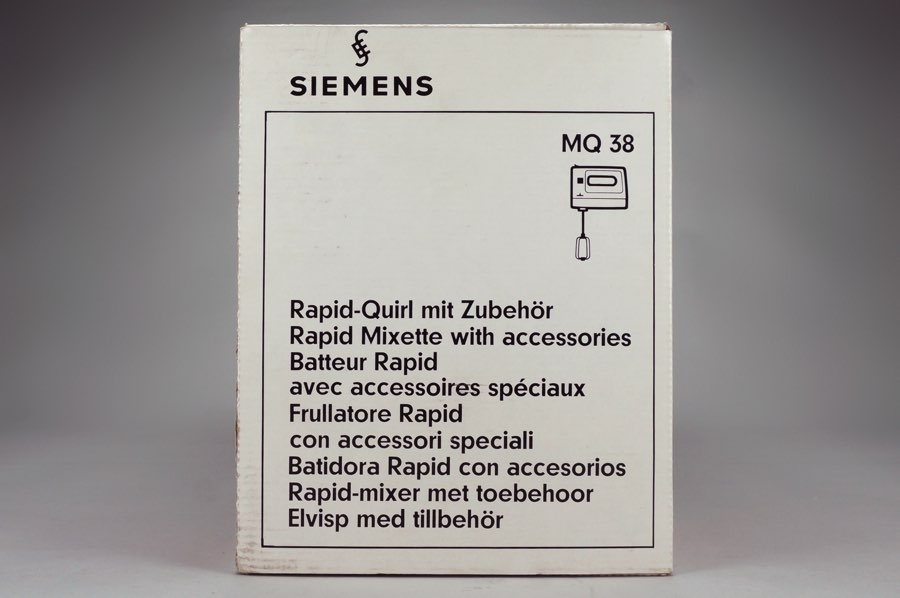 SIEMENS
MQ 38
Rapid-Quirl mit Zubehör
Rapid Mixette with accessories
Batteur Rapid
avec accessoires spéciaux
Frullatore Rapid
con accessori speciali
Batidora Rapid con accesorios
Rapid-mixer met toebehoor
Elvisp med tillbehör